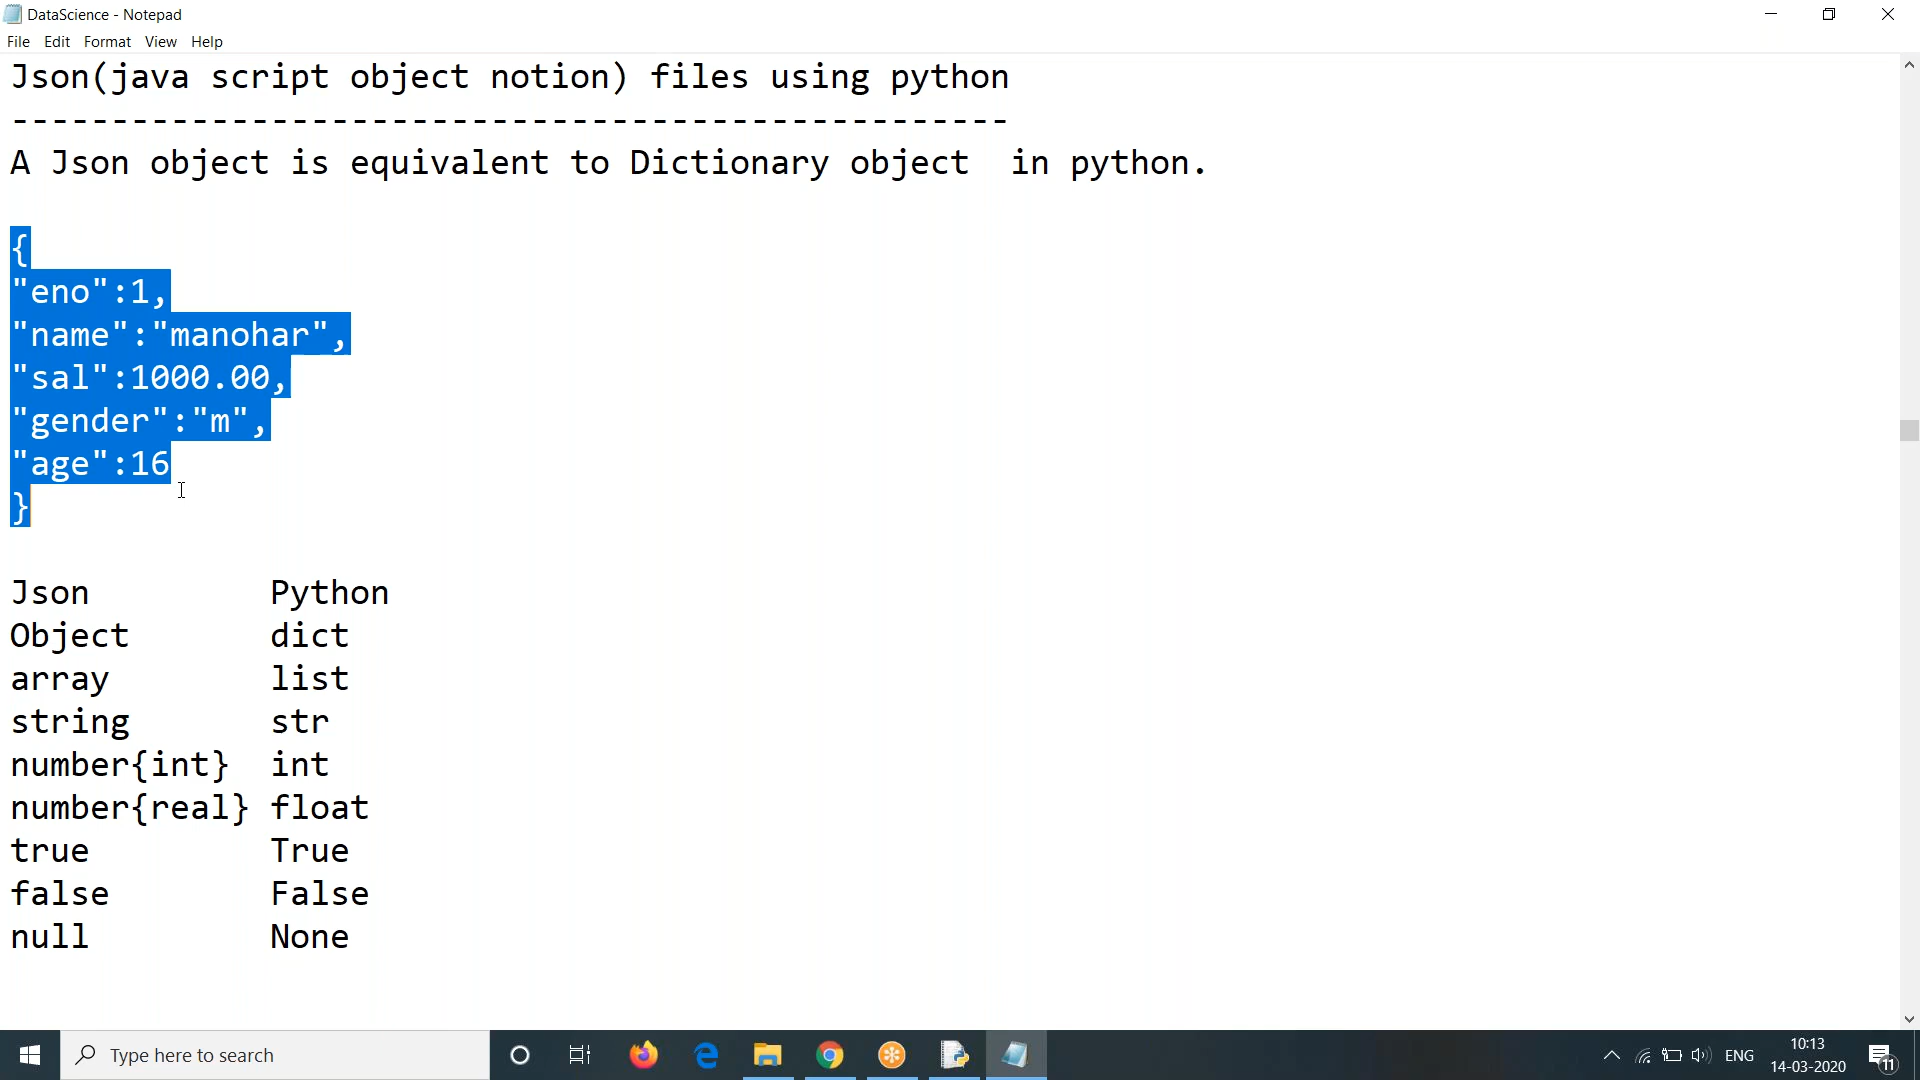 DataScience - Notepad
File Edit Format View Help
Json(java script object notion) files using python
--------------------------------------------------
A Json object is equivalent to Dictionary object  in python.
{
"eno":1,
"name":"manohar",
"sal":1000.00,
"gender":"m",
"age":16
}
Json         Python
Object       dict
array        list
string       str
number{int}  int
number{real} float
true         True
false        False
null         None
Type here to search
ENG
10:13
14-03-2020
11